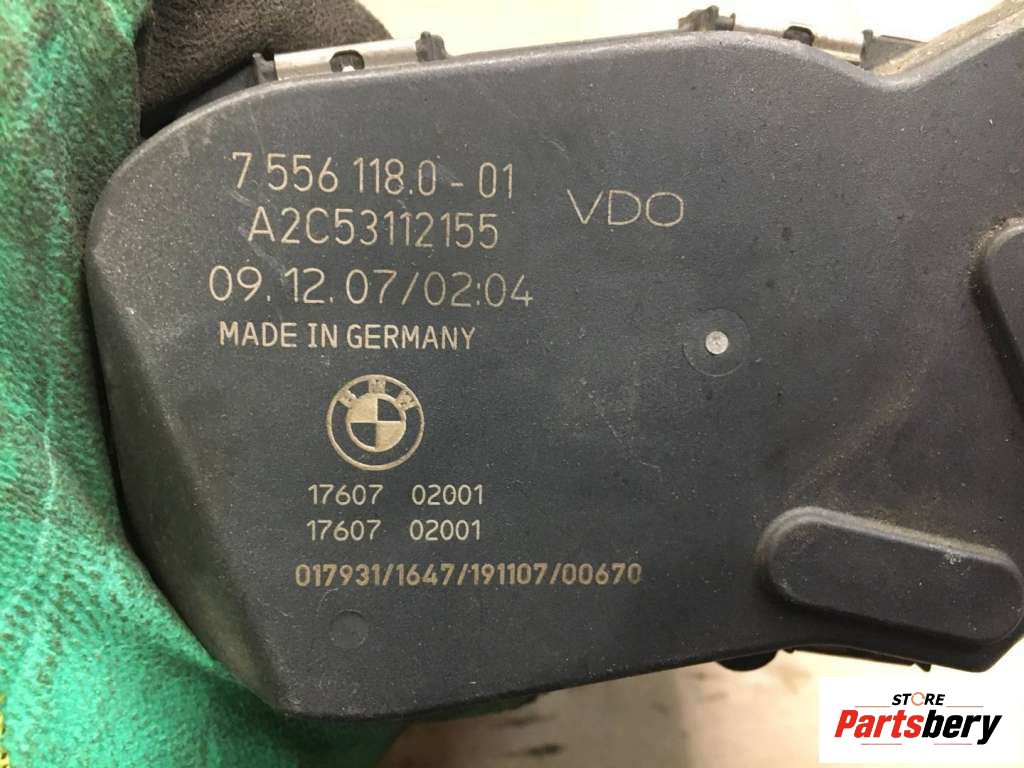 7 556 118.0 - 01
VDO
A2C53112155
09.12.07/02:04
MADE IN GERMANY
BMW
17607 02001
17607 02001
017931/1647/191107/00670
STORE
Partsbery